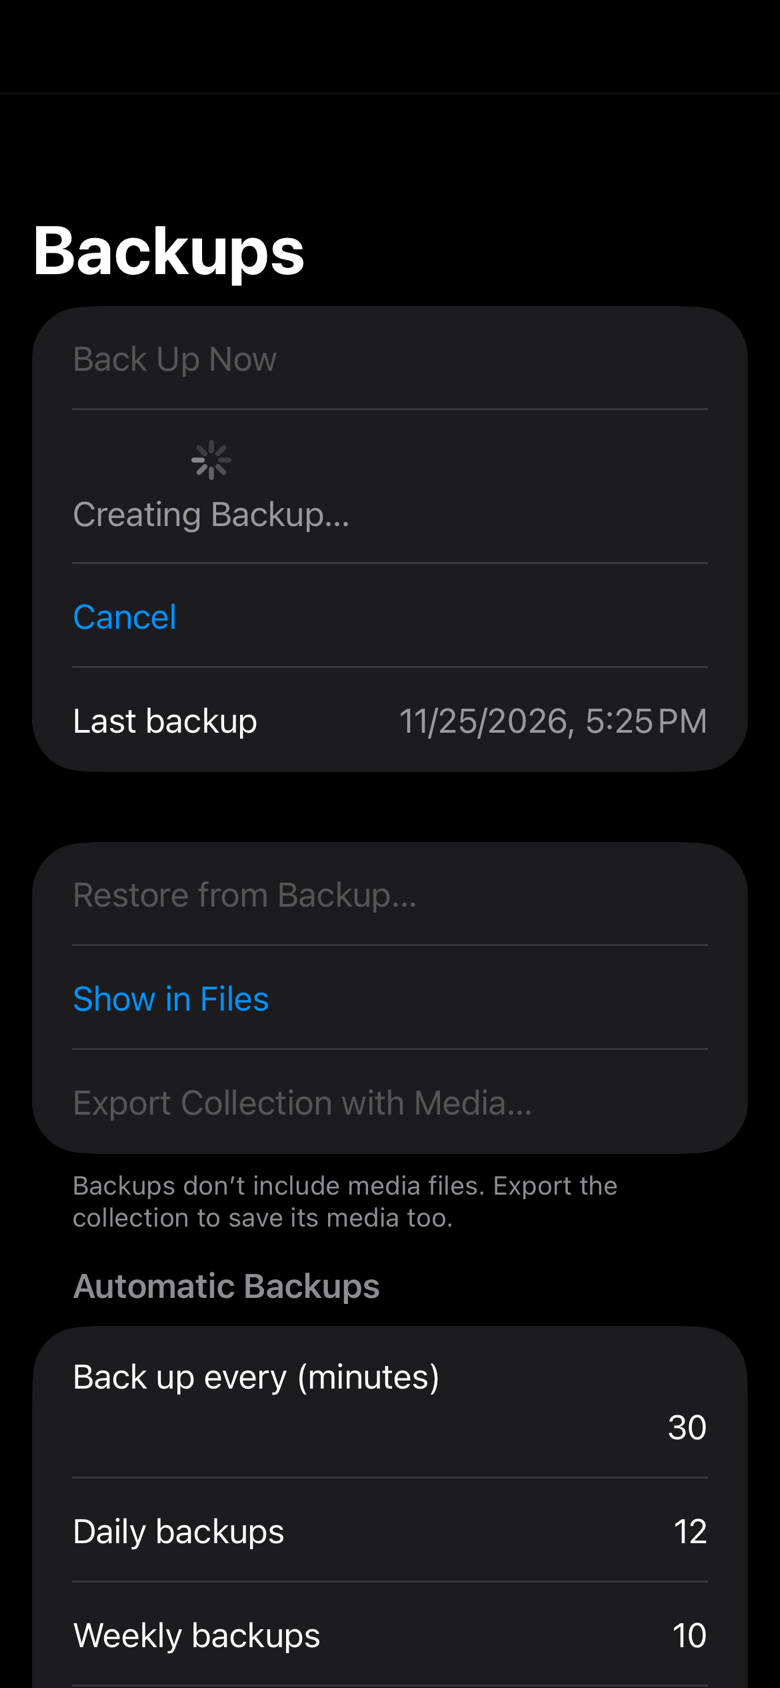 Backups
Back Up Now
Creating Backup...
Cancel
Last backup 11/25/2026, 5:25 PM
Restore from Backup...
Show in Files
Export Collection with Media...
Backups don’t include media files. Export the
collection to save its media too.
Automatic Backups
Back up every (minutes)
30
Daily backups 12
Weekly backups 10